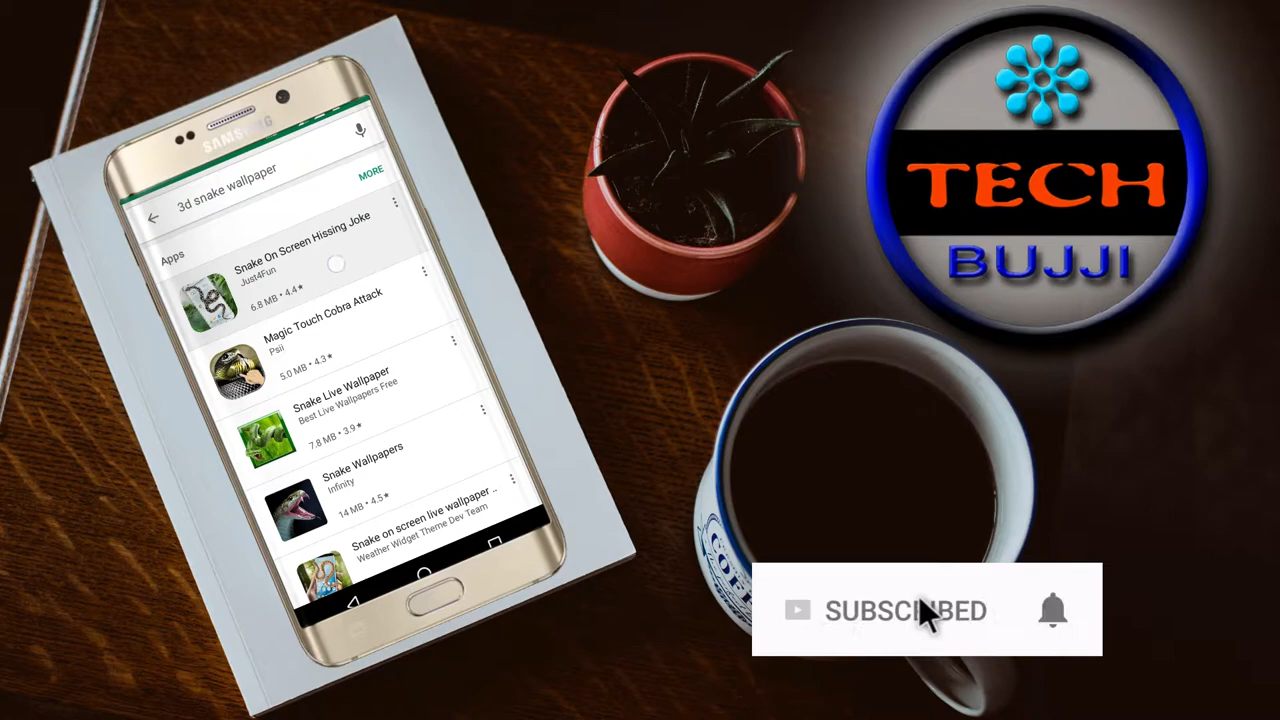 SAMSUNG
3d snake wallpaper
Apps
MORE
Snake On Screen Hissing Joke
Just4Fun
6.8 MB • 4.4★
Magic Touch Cobra Attack
Psii
5.0 MB • 4.3★
Snake Live Wallpaper
Best Live Wallpapers Free
7.8 MB • 3.9★
Snake Wallpapers
Infinity
14 MB • 4.5★
Snake on screen live wallpaper ..
Weather Widget Theme Dev Team
TECH
BUJJI
SUBSCRIBED